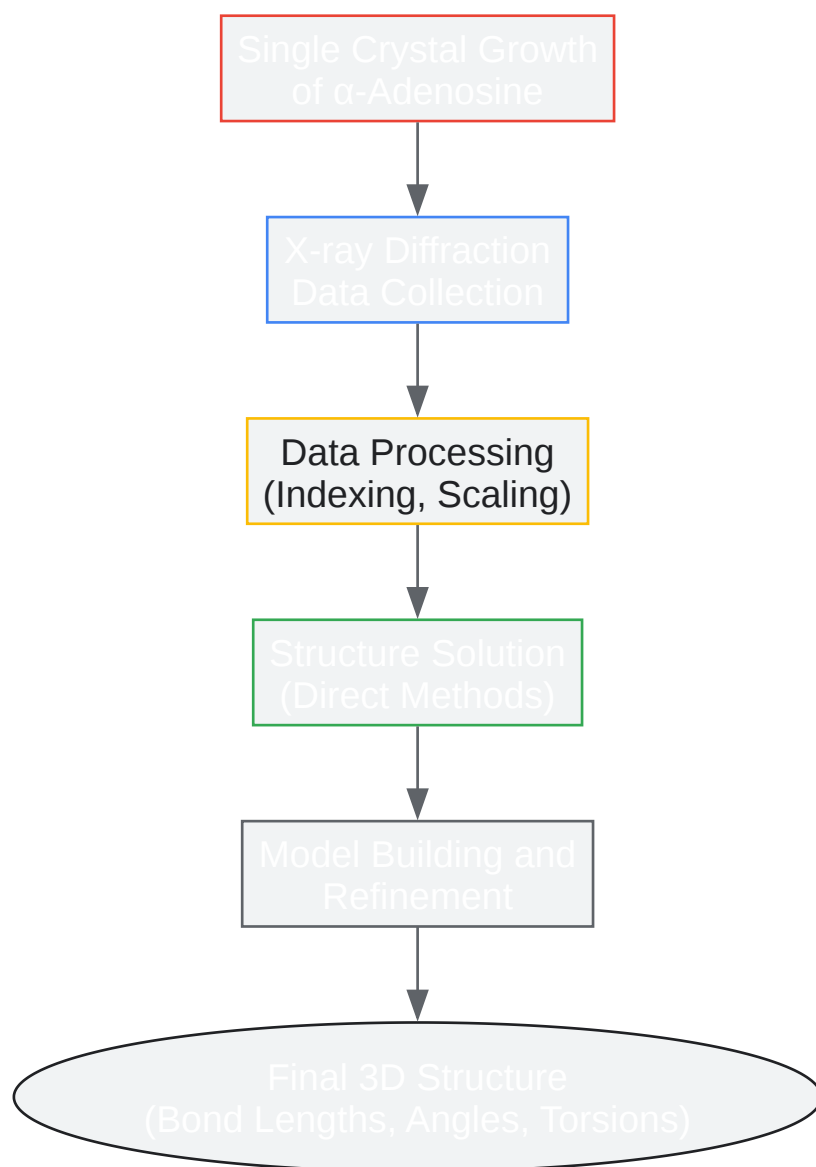 Single Crystal Growth
of α-Adenosine
X-ray Diffraction
Data Collection
Data Processing
(Indexing, Scaling)
Structure Solution
(Direct Methods)
Model Building and
Refinement
Final 3D Structure
(Bond Lengths, Angles, Torsions)